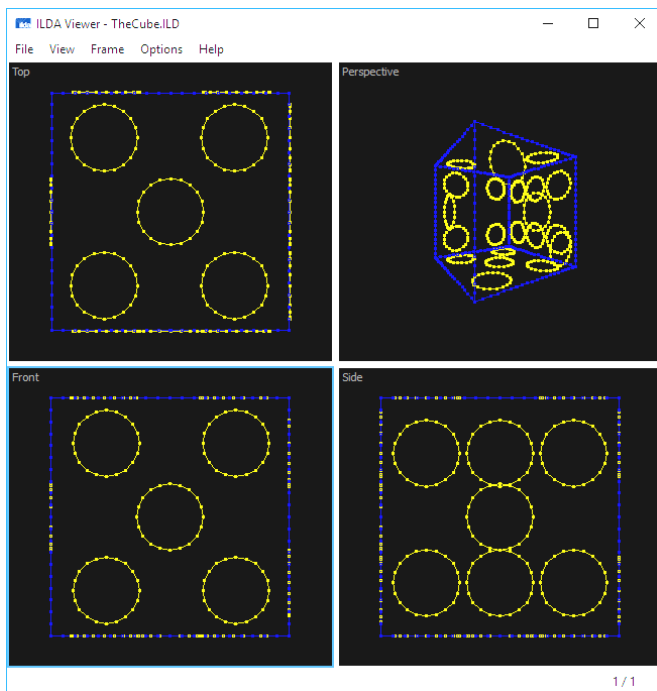 ILDA Viewer - TheCube.ILD
File View Frame Options Help
Top
Perspective
Front
Side
1 / 1